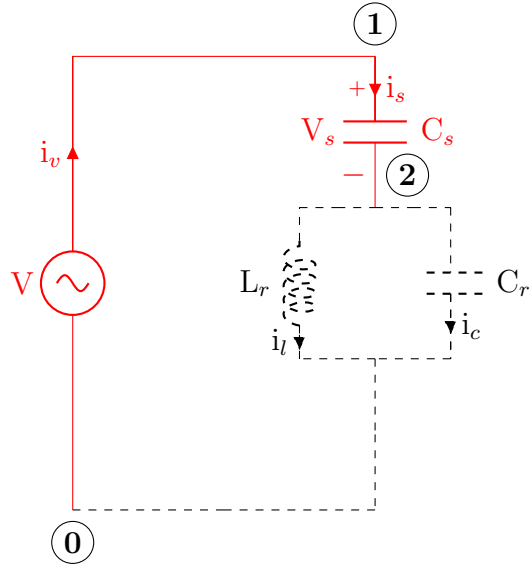 1
+ i_s
i_v
V_s C_s
− 2
V
L_r C_r
i_l i_c
0